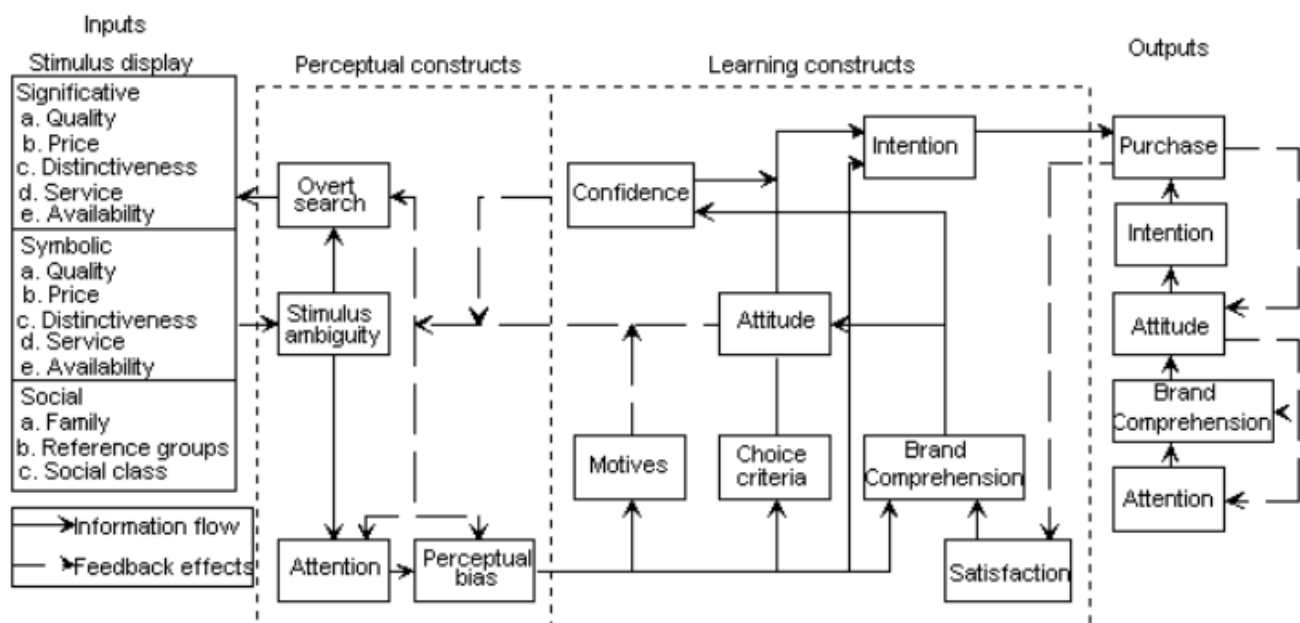 Inputs
Stimulus display
Significative
a. Quality
b. Price
c. Distinctiveness
d. Service
e. Availability
Symbolic
a. Quality
b. Price
c. Distinctiveness
d. Service
e. Availability
Social
a. Family
b. Reference groups
c. Social class
Information flow
Feedback effects
Perceptual constructs
Overt
search
Stimulus
ambiguity
Attention
Perceptual
bias
Learning constructs
Intention
Confidence
Attitude
Motives
Choice
criteria
Brand
Comprehension
Satisfaction
Outputs
Purchase
Intention
Attitude
Brand
Comprehension
Attention